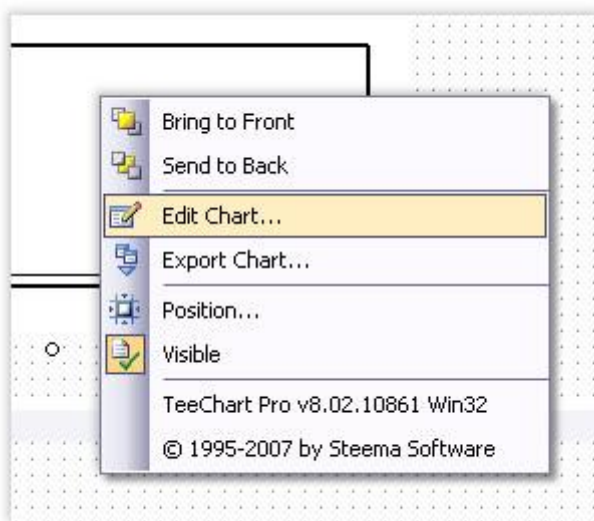 Bring to Front
Send to Back
Edit Chart...
Export Chart...
Position...
Visible
TeeChart Pro v8.02.10861 Win32
© 1995-2007 by Steema Software